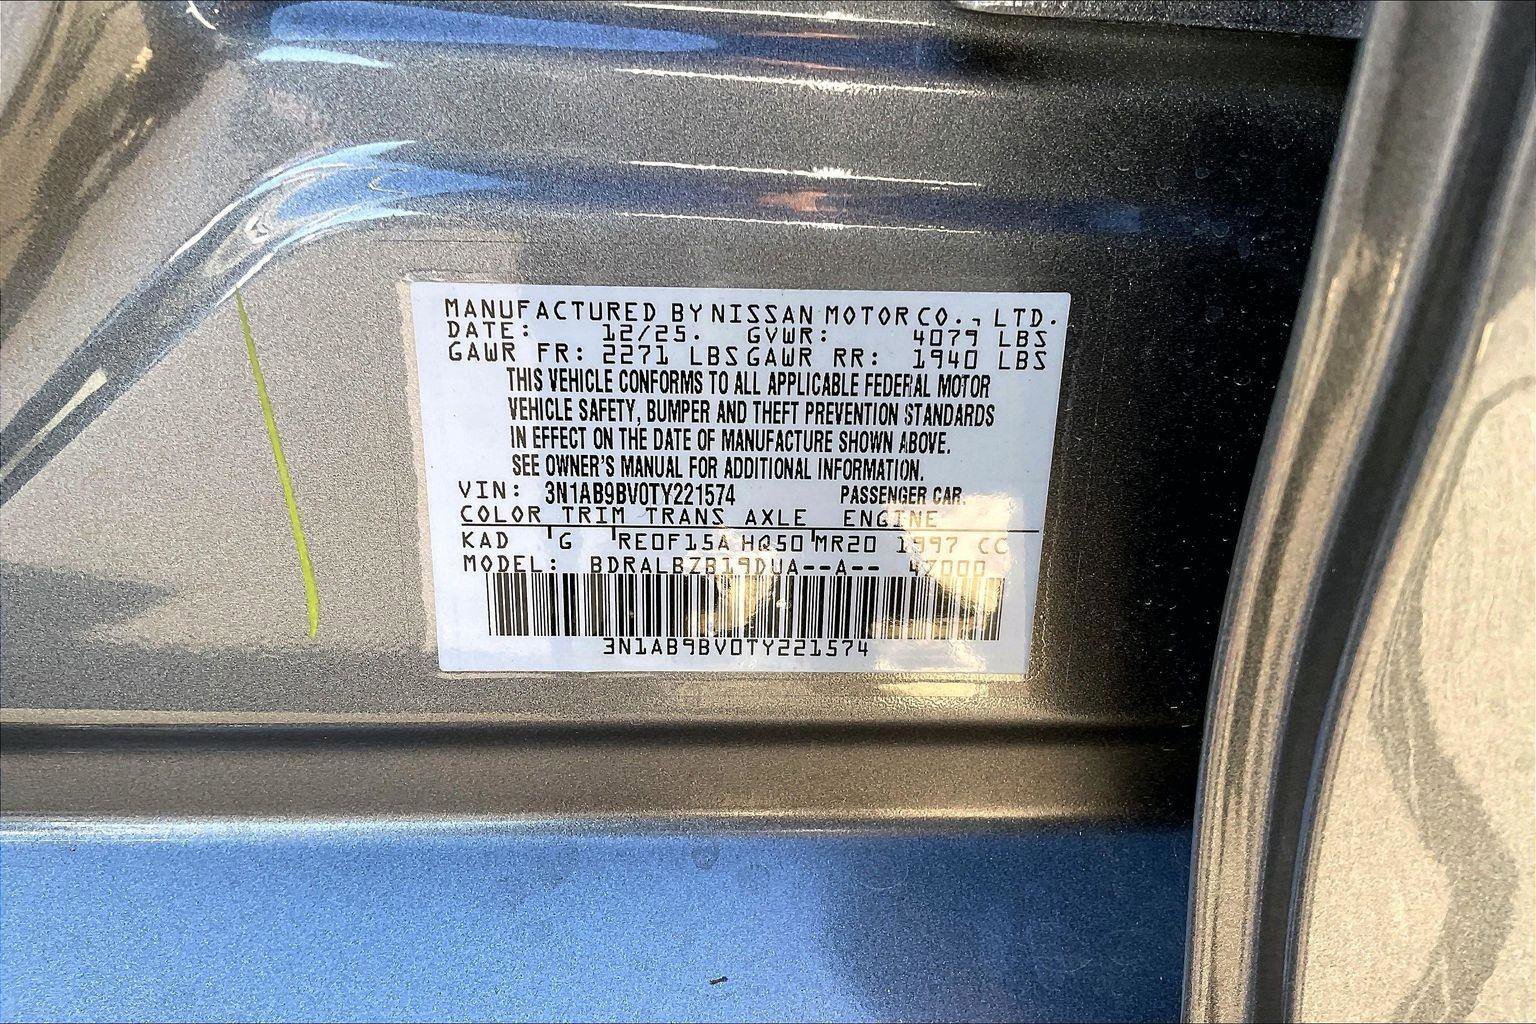 MANUFACTURED BY NISSAN MOTOR CO., LTD.
DATE: 12/25. GVWR: 4079 LBS
GAWR FR: 2271 LBS GAWR RR: 1940 LBS
THIS VEHICLE CONFORMS TO ALL APPLICABLE FEDERAL MOTOR
VEHICLE SAFETY, BUMPER AND THEFT PREVENTION STANDARDS
IN EFFECT ON THE DATE OF MANUFACTURE SHOWN ABOVE.
SEE OWNER'S MANUAL FOR ADDITIONAL INFORMATION.
VIN: 3N1AB9BV0TY221574 PASSENGER CAR.
COLOR TRIM TRANS AXLE ENGINE
KAD G RE0F15A HQ50 MR20 1997 CC
MODEL: BDRALBZB19DUA--A-- 47000
3N1AB9BV0TY221574